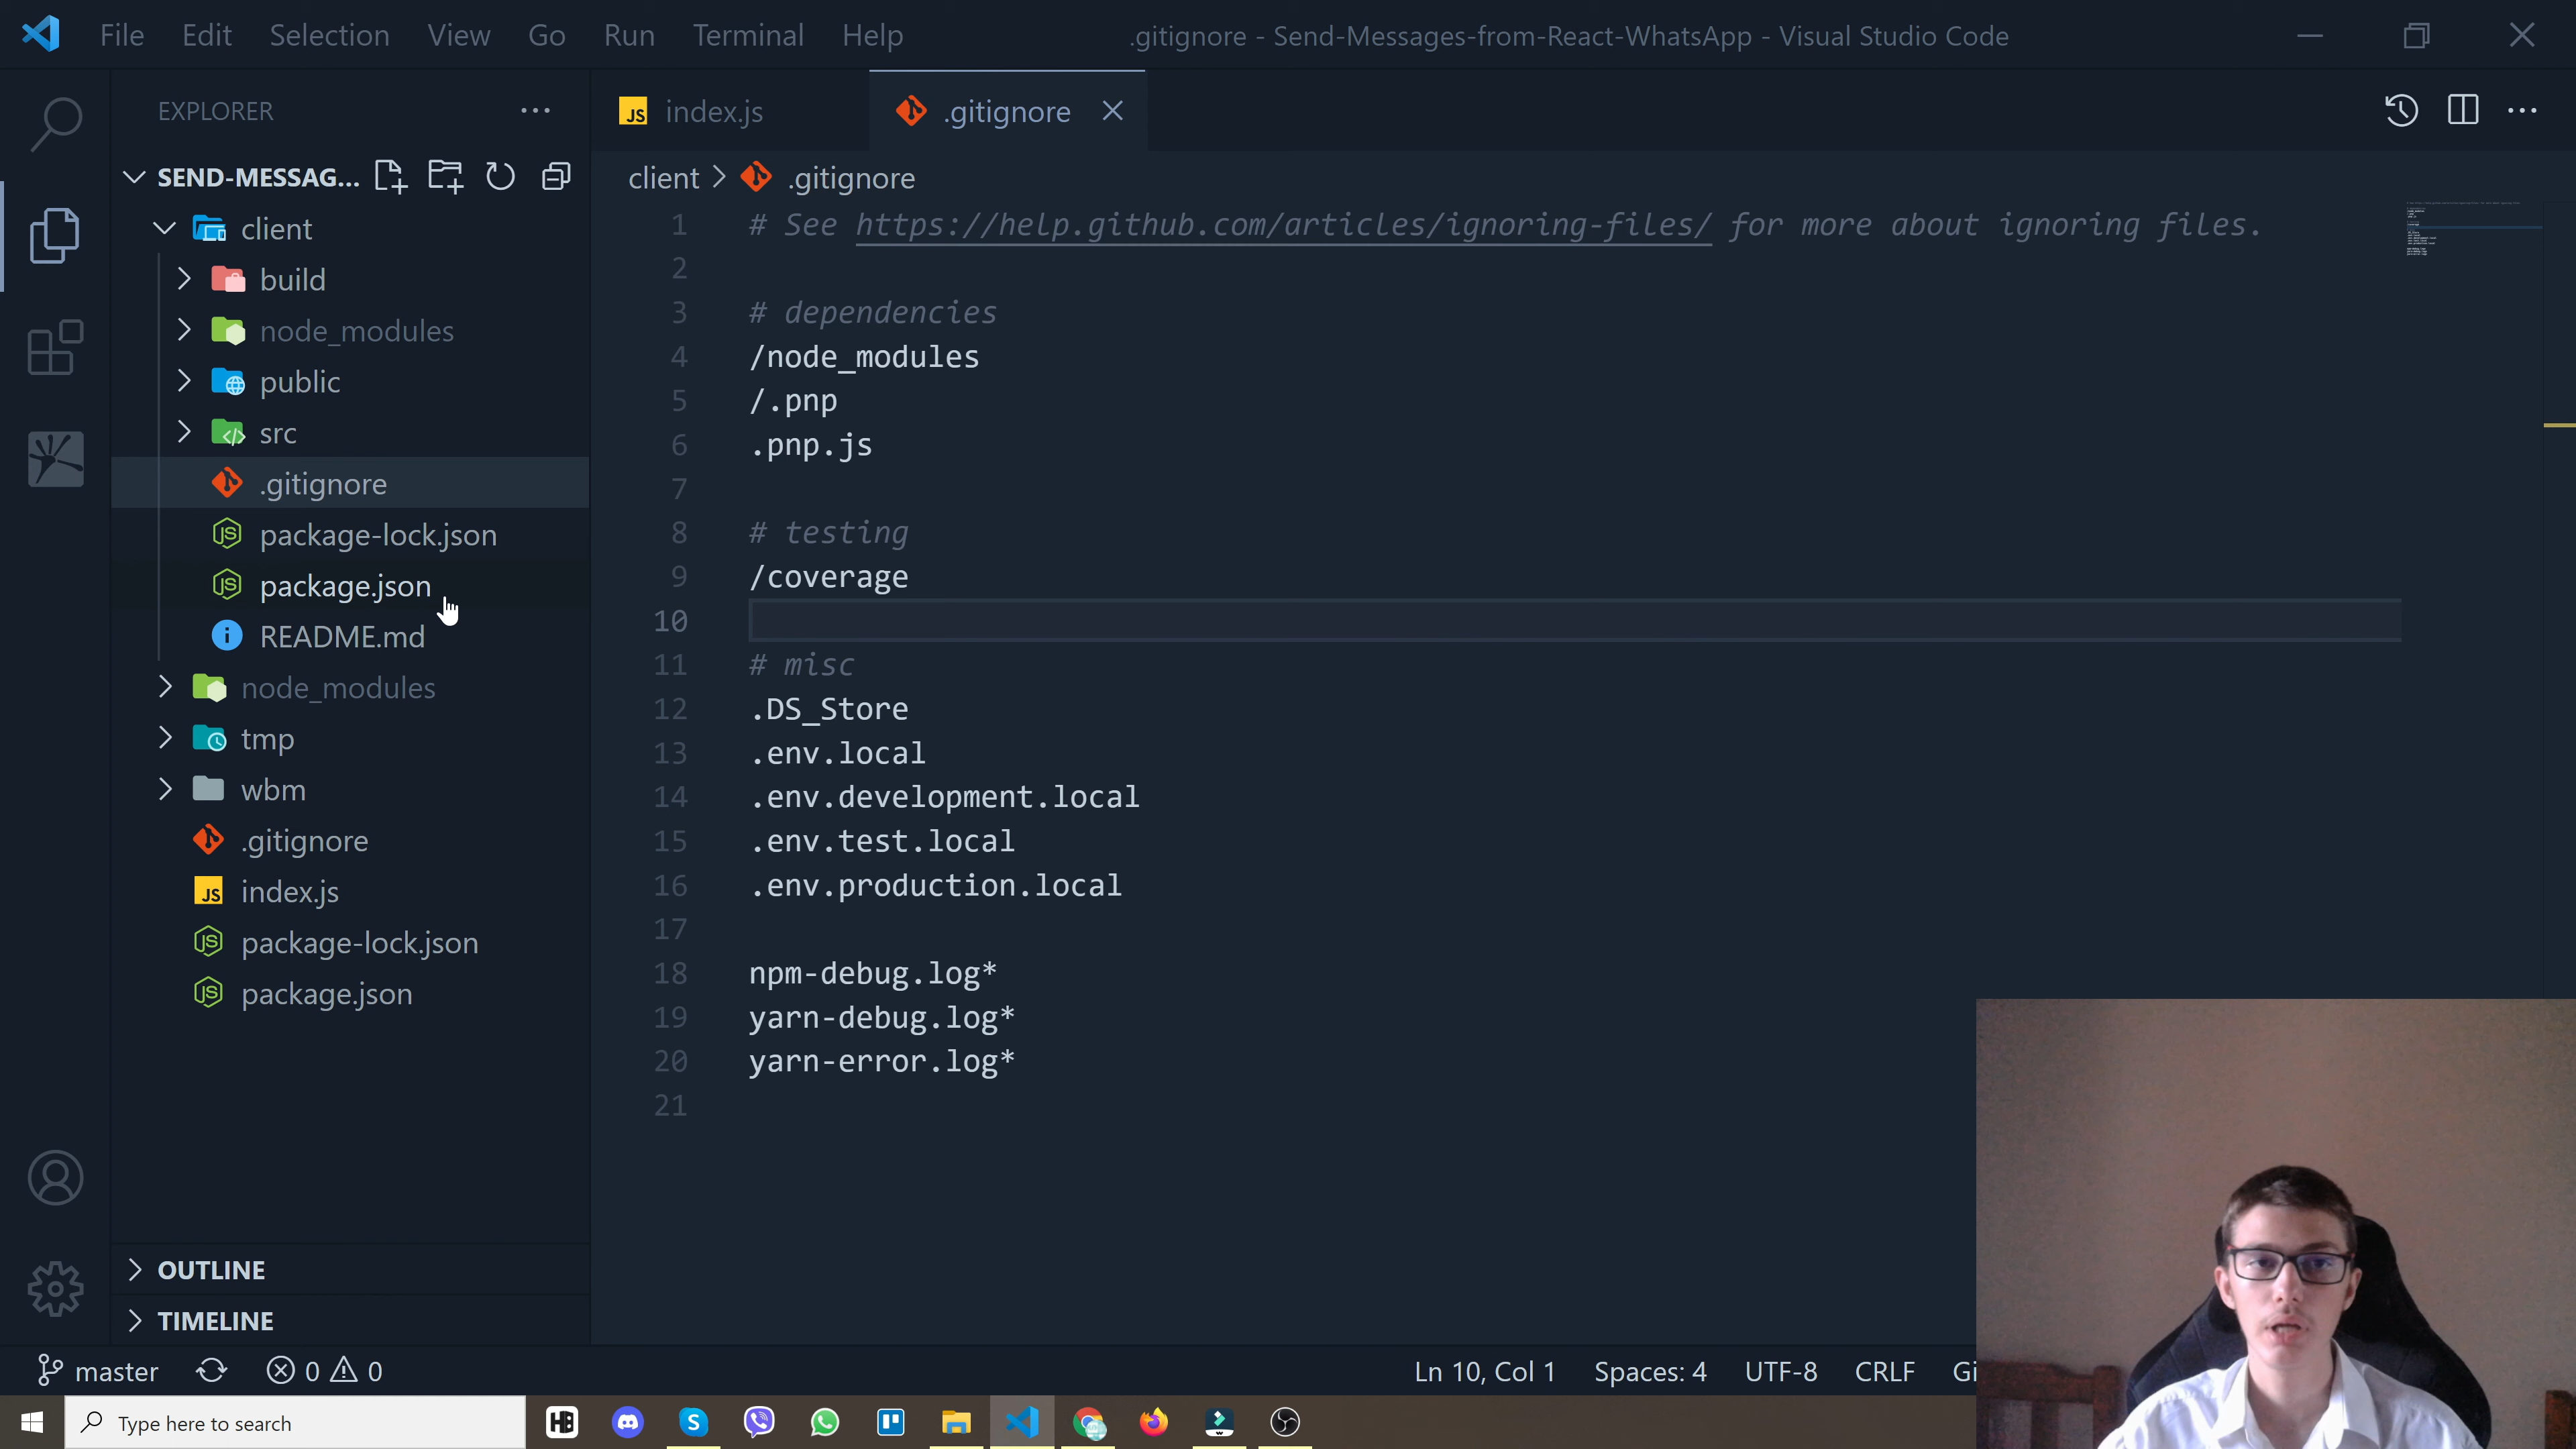 File Edit Selection View Go Run Terminal Help
.gitignore - Send-Messages-from-React-WhatsApp - Visual Studio Code
EXPLORER
SEND-MESSAG...
client
build
node_modules
public
src
.gitignore
package-lock.json
package.json
README.md
node_modules
tmp
wbm
.gitignore
JS index.js
package-lock.json
package.json
OUTLINE
TIMELINE
JS index.js
.gitignore
client > .gitignore
1 # See https://help.github.com/articles/ignoring-files/ for more about ignoring files.
2
3 # dependencies
4 /node_modules
5 /.pnp
6 .pnp.js
7
8 # testing
9 /coverage
10
11 # misc
12 .DS_Store
13 .env.local
14 .env.development.local
15 .env.test.local
16 .env.production.local
17
18 npm-debug.log*
19 yarn-debug.log*
20 yarn-error.log*
21
master 0 0 Ln 10, Col 1 Spaces: 4 UTF-8 CRLF Gi
Type here to search